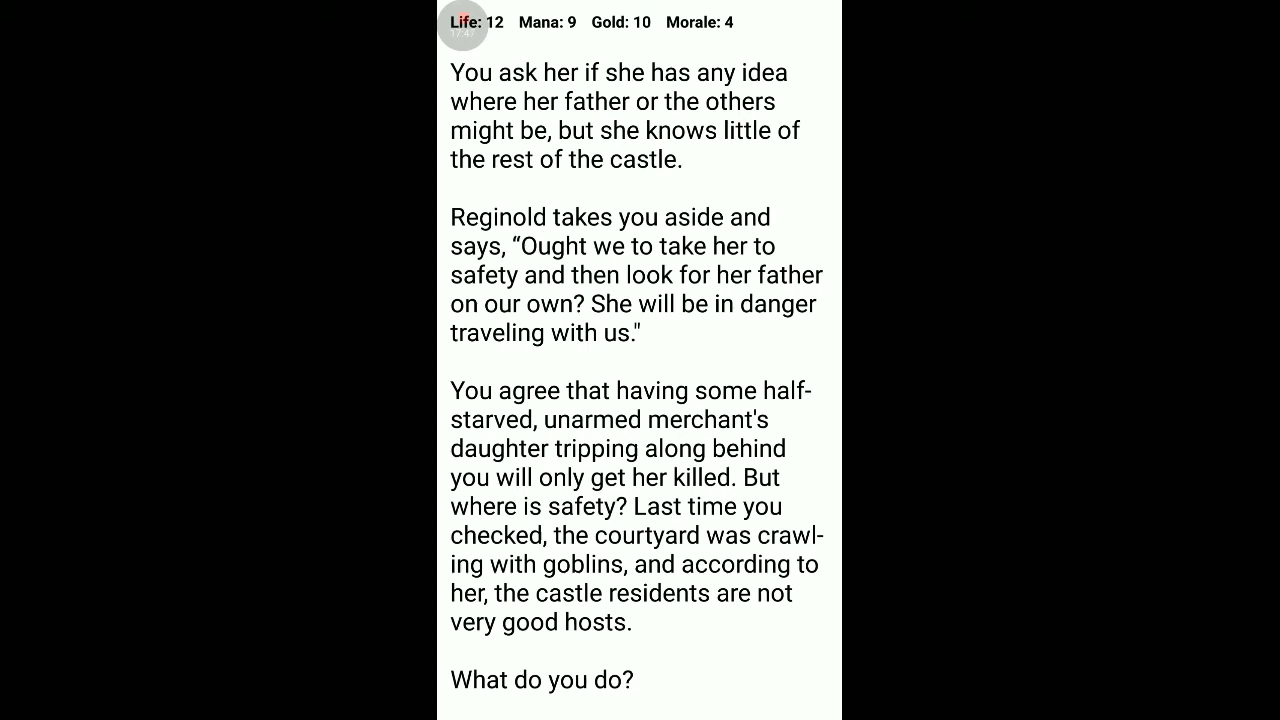 Life: 12 Mana: 9 Gold: 10 Morale: 4
17:47
You ask her if she has any idea
where her father or the others
might be, but she knows little of
the rest of the castle.
Reginold takes you aside and
says, “Ought we to take her to
safety and then look for her father
on our own? She will be in danger
traveling with us."
You agree that having some half-
starved, unarmed merchant's
daughter tripping along behind
you will only get her killed. But
where is safety? Last time you
checked, the courtyard was crawl-
ing with goblins, and according to
her, the castle residents are not
very good hosts.
What do you do?